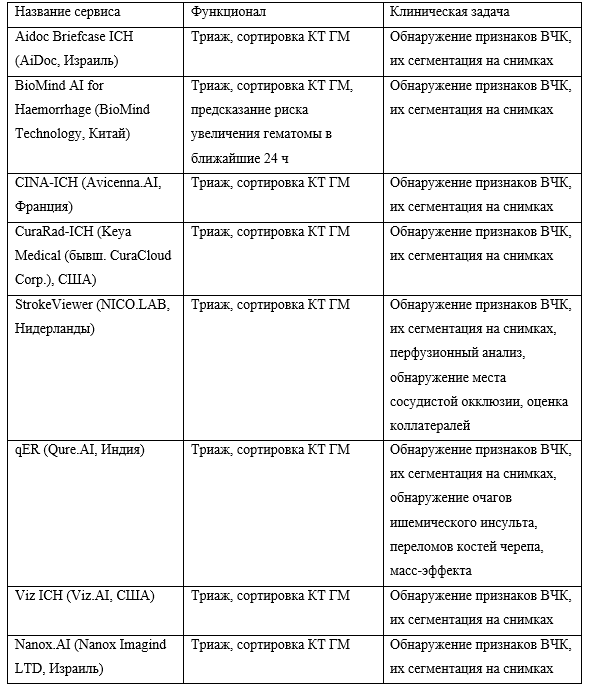 Название сервиса
Функционал
Клиническая задача
Aidoc Briefcase ICH
(AiDoc, Израиль)
Триаж, сортировка КТ ГМ
Обнаружение признаков ВЧК,
их сегментация на снимках
BioMind AI for
Haemorrhage (BioMind
Technology, Китай)
Триаж, сортировка КТ ГМ,
предсказание риска
увеличения гематомы в
ближайшие 24 ч
Обнаружение признаков ВЧК,
их сегментация на снимках
CINA-ICH (Avicenna.AI,
Франция)
Триаж, сортировка КТ ГМ
Обнаружение признаков ВЧК,
их сегментация на снимках
CuraRad-ICH (Keya
Medical (бывш. CuraCloud
Corp.), США)
Триаж, сортировка КТ ГМ
Обнаружение признаков ВЧК,
их сегментация на снимках
StrokeViewer (NICO.LAB,
Нидерланды)
Триаж, сортировка КТ ГМ
Обнаружение признаков ВЧК,
их сегментация на снимках,
перфузионный анализ,
обнаружение места
сосудистой окклюзии, оценка
коллатералей
qER (Qure.AI, Индия)
Триаж, сортировка КТ ГМ
Обнаружение признаков ВЧК,
их сегментация на снимках,
обнаружение очагов
ишемического инсульта,
переломов костей черепа,
масс-эффекта
Viz ICH (Viz.AI, США)
Триаж, сортировка КТ ГМ
Обнаружение признаков ВЧК,
их сегментация на снимках
Nanox.AI (Nanox Imagind
LTD, Израиль)
Триаж, сортировка КТ ГМ
Обнаружение признаков ВЧК,
их сегментация на снимках